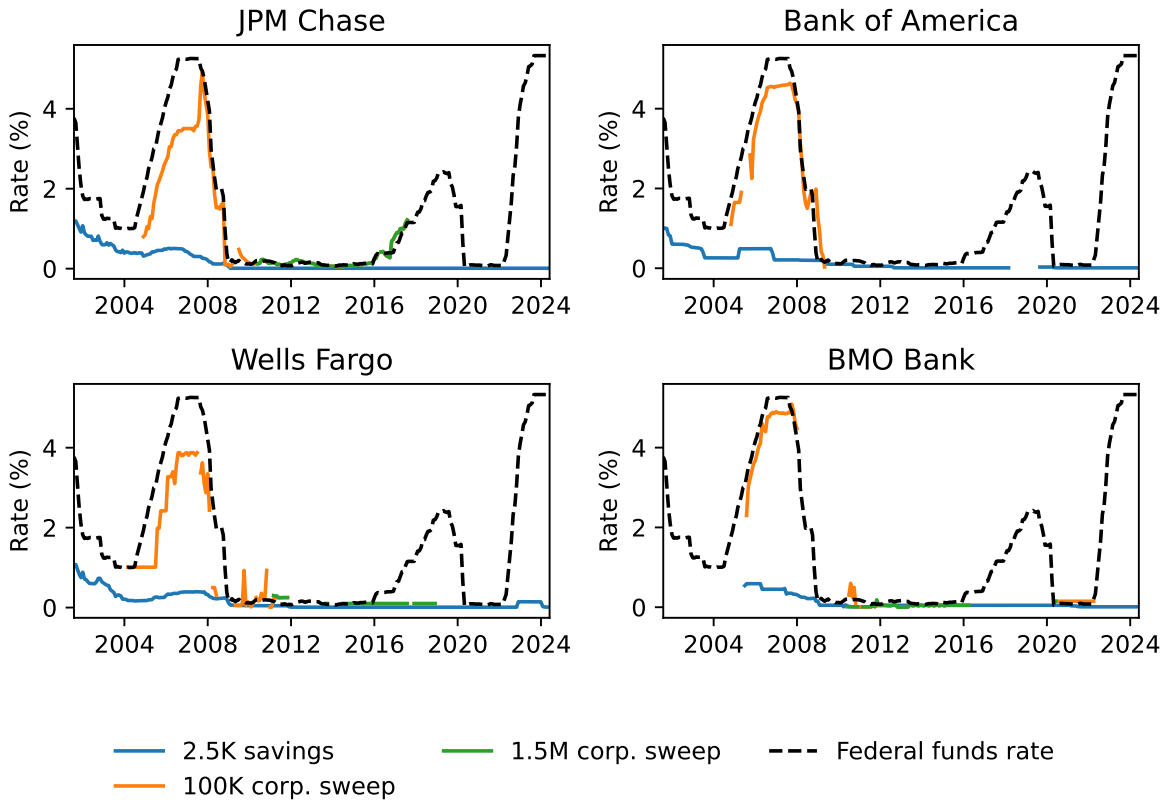 JPM Chase
Bank of America
Rate (%)
4
2
0
2004 2008 2012 2016 2020 2024
Rate (%)
4
2
0
2004 2008 2012 2016 2020 2024
Wells Fargo
BMO Bank
Rate (%)
4
2
0
2004 2008 2012 2016 2020 2024
Rate (%)
4
2
0
2004 2008 2012 2016 2020 2024
2.5K savings
100K corp. sweep
1.5M corp. sweep
Federal funds rate